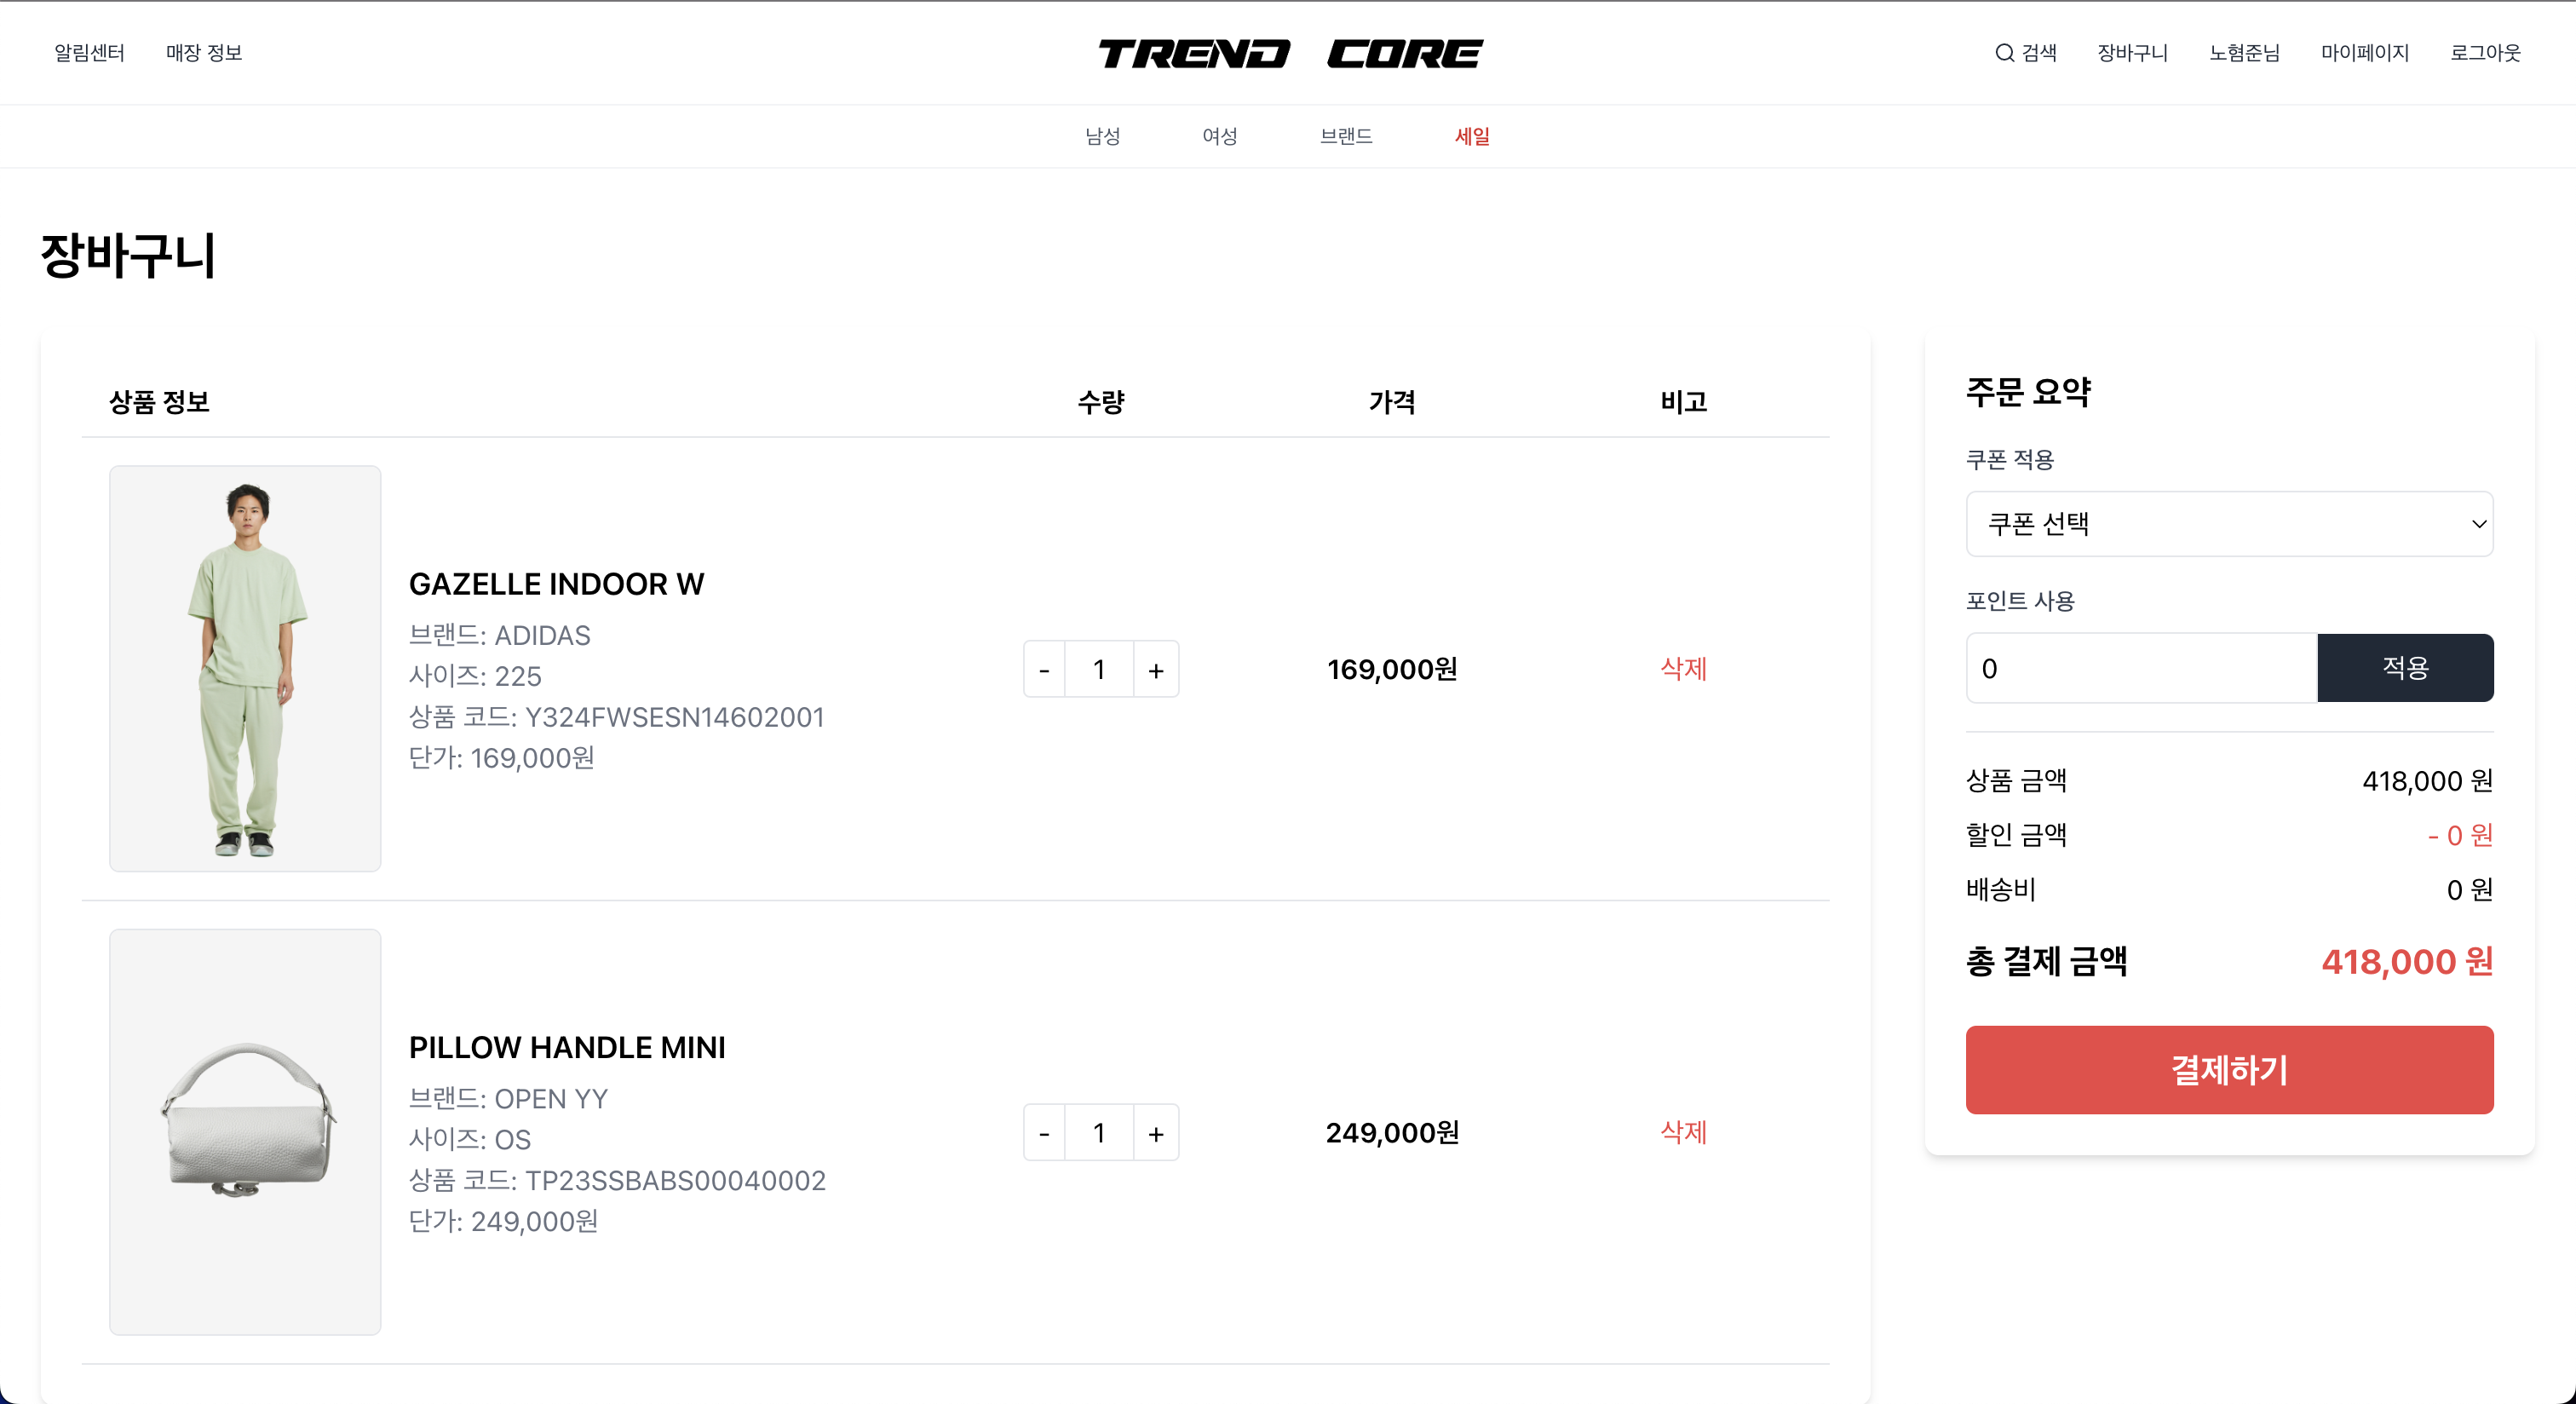 알림센터 매장 정보 TREND CORE 검색 장바구니 노혐준님 마이페이지 로그아웃
남성 여성 브랜드 세일
장바구니
상품 정보 수량 가격 비고
GAZELLE INDOOR W
브랜드: ADIDAS
사이즈: 225
상품 코드: Y324FWSESN14602001
단가: 169,000원
- 1 + 169,000원 삭제
PILLOW HANDLE MINI
브랜드: OPEN YY
사이즈: OS
상품 코드: TP23SSBABS00040002
단가: 249,000원
- 1 + 249,000원 삭제
주문 요약
쿠폰 적용
쿠폰 선택
포인트 사용
0 적용
상품 금액 418,000 원
할인 금액 - 0 원
배송비 0 원
총 결제 금액 418,000 원
결제하기